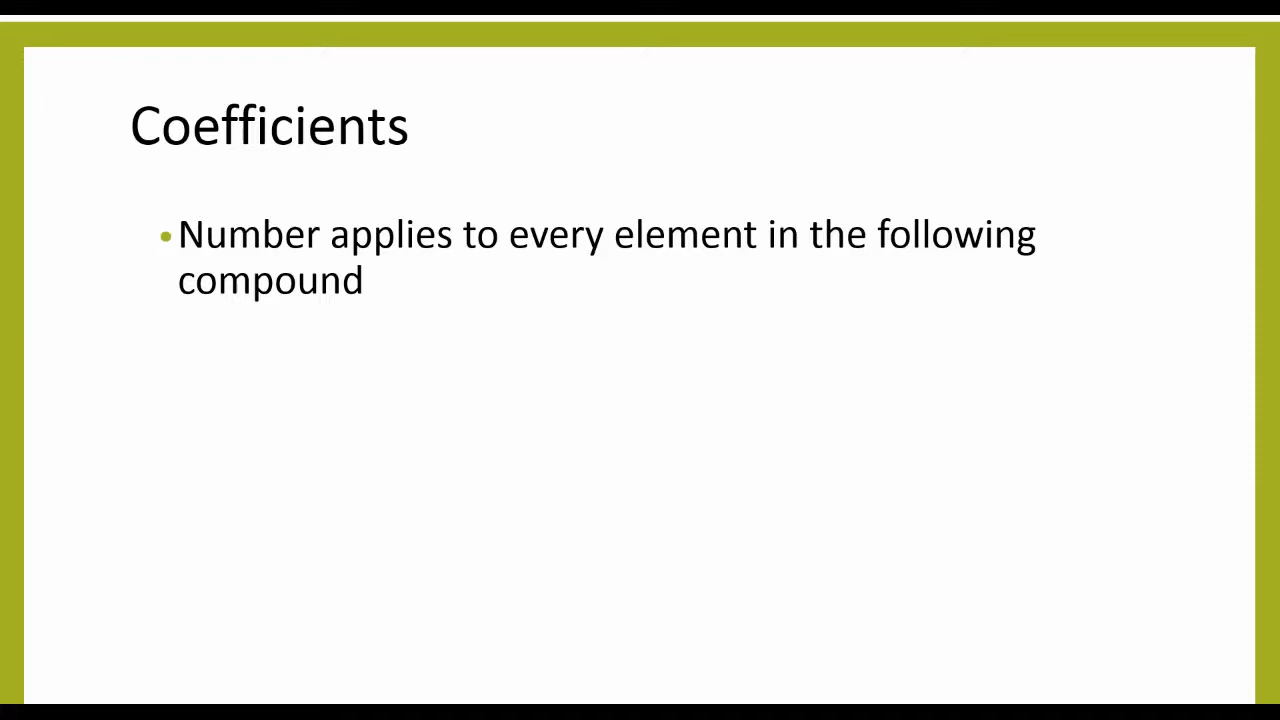 Coefficients
• Number applies to every element in the following
compound